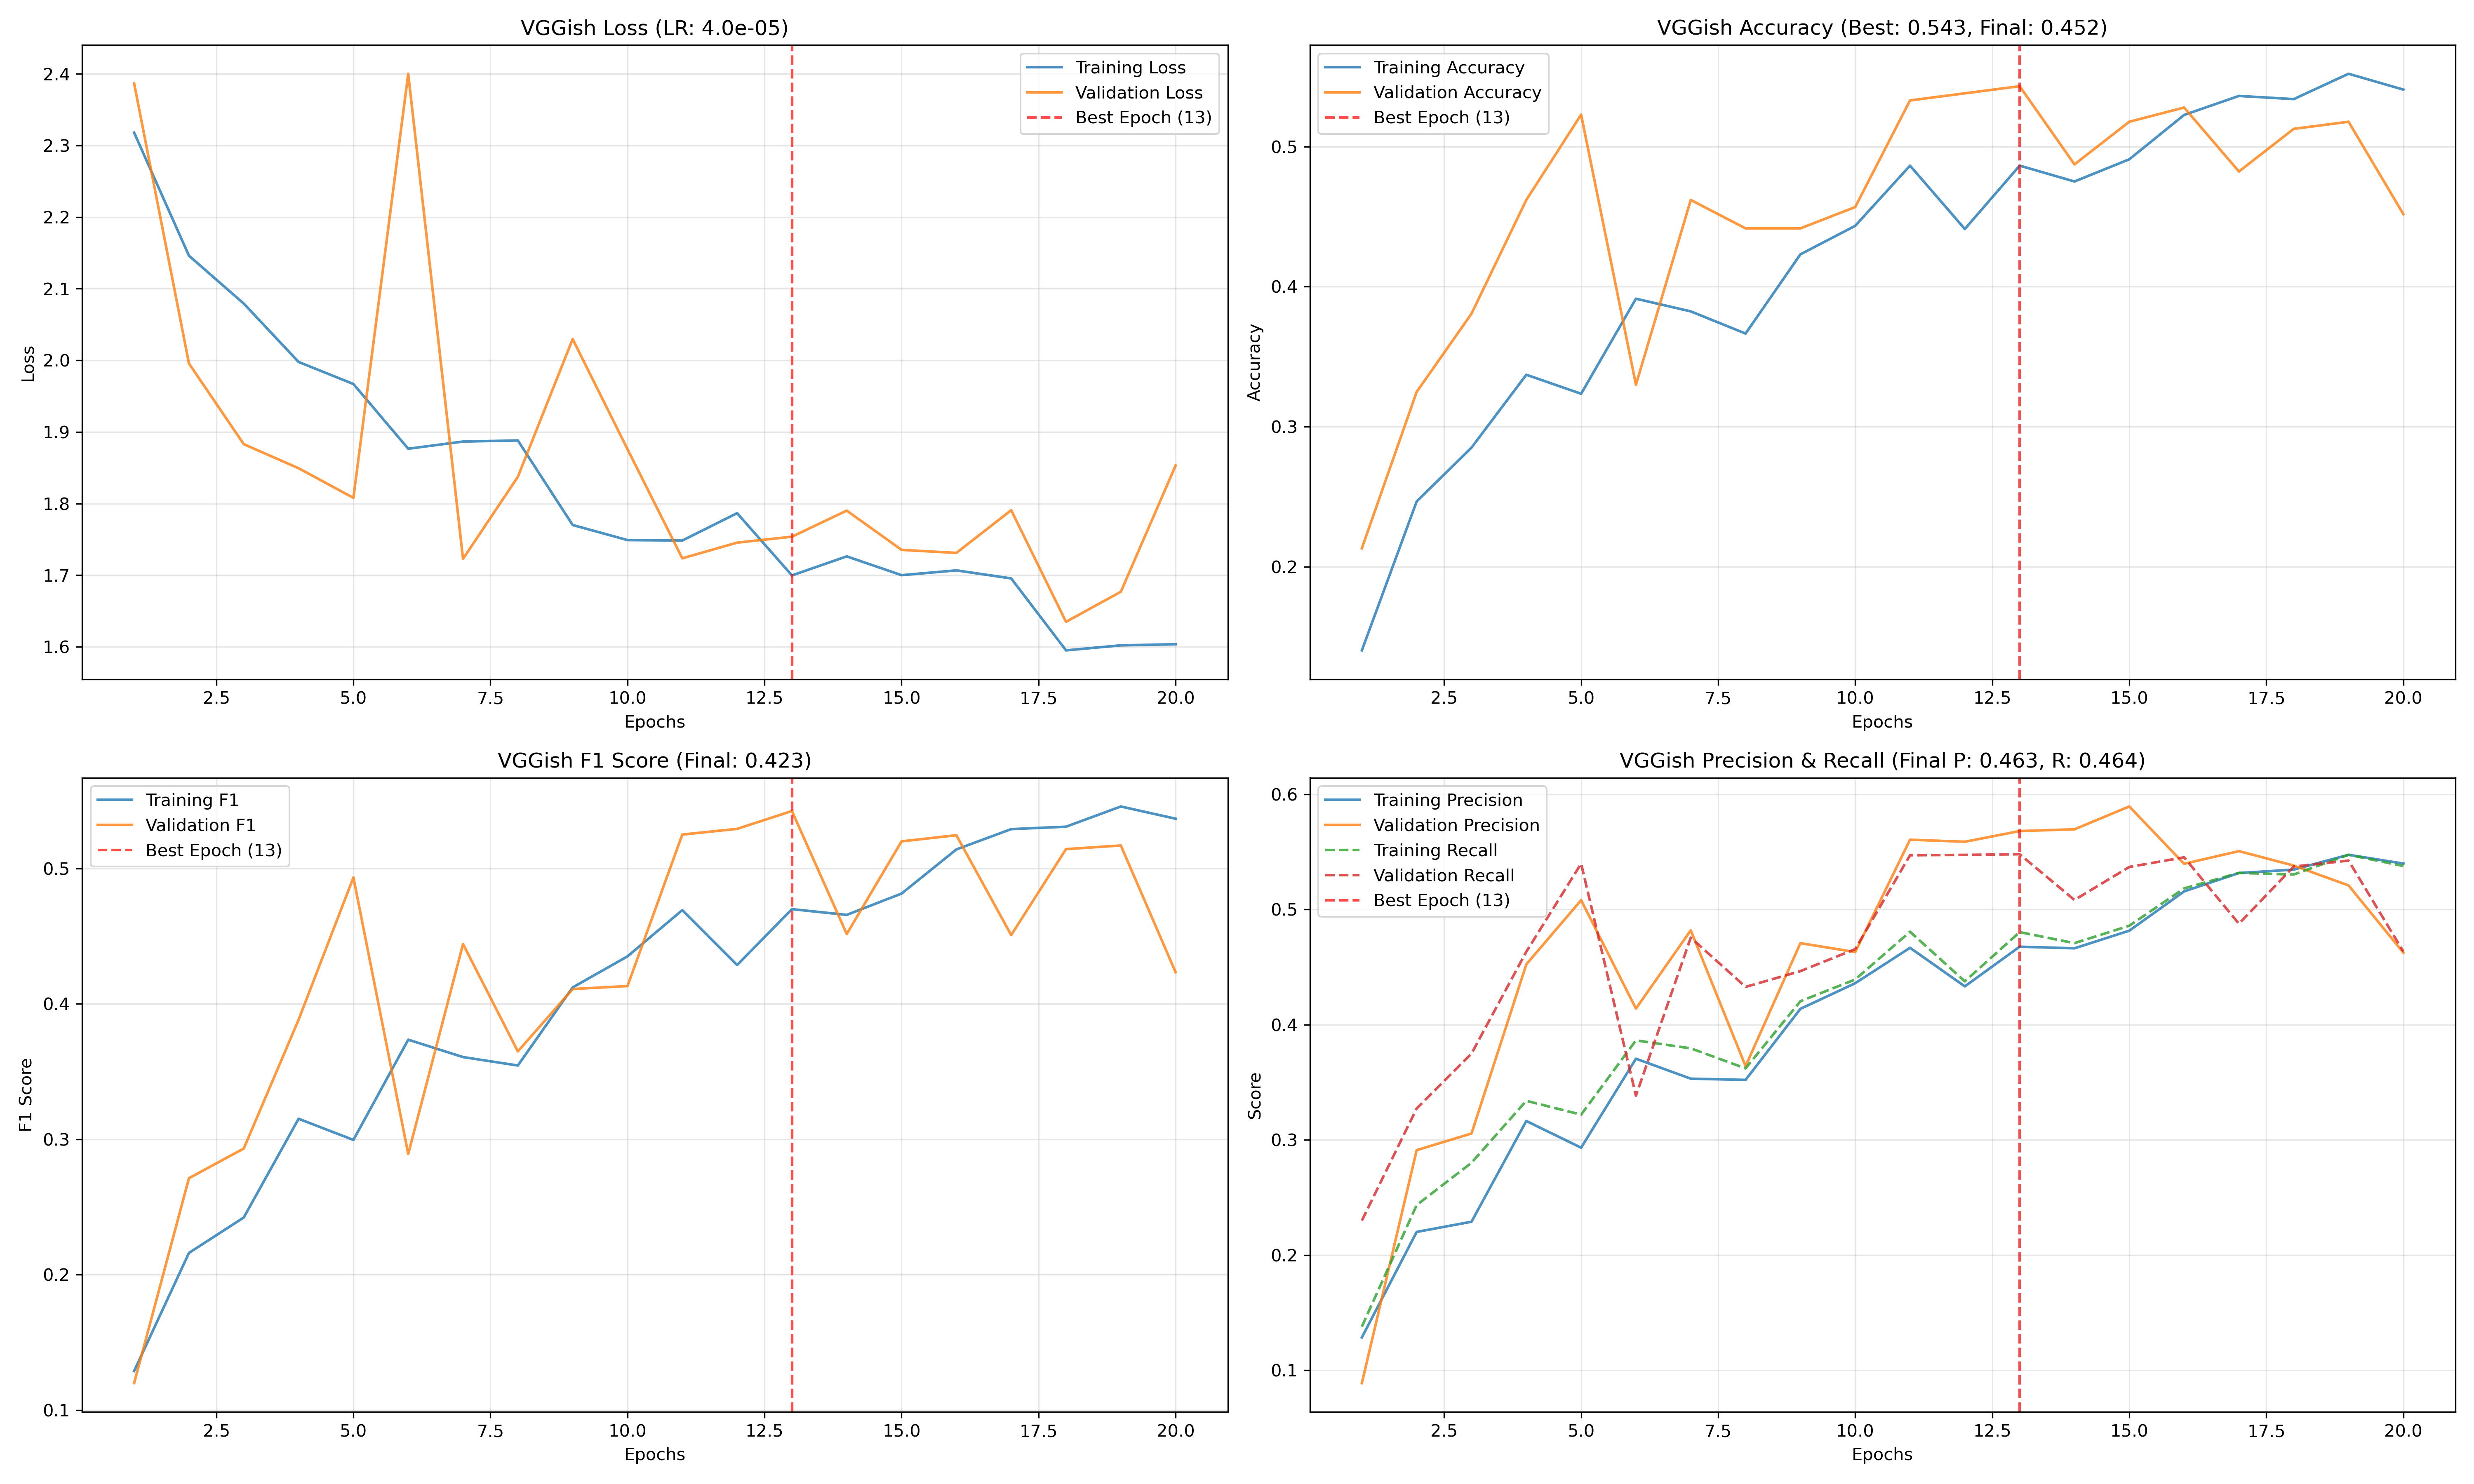 VGGish Loss (LR: 4.0e-05)
Training Loss
Validation Loss
Best Epoch (13)
2.4
2.3
2.2
2.1
2.0
1.9
1.8
1.7
1.6
Loss
2.5 5.0 7.5 10.0 12.5 15.0 17.5 20.0
Epochs
VGGish Accuracy (Best: 0.543, Final: 0.452)
Training Accuracy
Validation Accuracy
Best Epoch (13)
0.5
0.4
0.3
0.2
Accuracy
2.5 5.0 7.5 10.0 12.5 15.0 17.5 20.0
Epochs
VGGish F1 Score (Final: 0.423)
Training F1
Validation F1
Best Epoch (13)
0.5
0.4
0.3
0.2
0.1
F1 Score
2.5 5.0 7.5 10.0 12.5 15.0 17.5 20.0
Epochs
VGGish Precision & Recall (Final P: 0.463, R: 0.464)
Training Precision
Validation Precision
Training Recall
Validation Recall
Best Epoch (13)
0.6
0.5
0.4
0.3
0.2
0.1
Score
2.5 5.0 7.5 10.0 12.5 15.0 17.5 20.0
Epochs